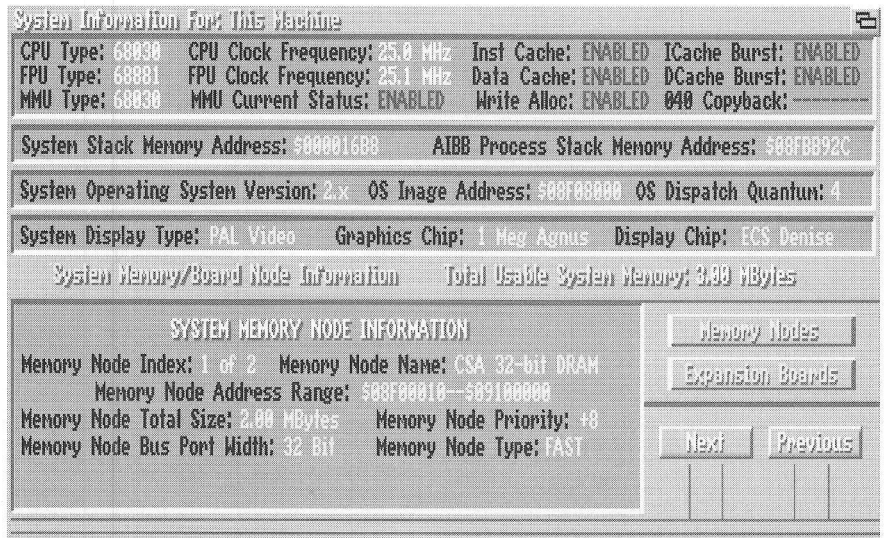 System Information For: This Machine
CPU Type: 68030 CPU Clock Frequency: 25.0 MHz Inst Cache: ENABLED ICache Burst: ENABLED
FPU Type: 68881 FPU Clock Frequency: 25.1 MHz Data Cache: ENABLED DCache Burst: ENABLED
MMU Type: 68030 MMU Current Status: ENABLED Write Alloc: ENABLED 040 Copyback: ---------
System Stack Memory Address: $000016B8 AIBB Process Stack Memory Address: $08FBB92C
System Operating System Version: 2.x OS Image Address: $08F08000 OS Dispatch Quantum: 4
System Display Type: PAL Video Graphics Chip: 1 Meg Agnus Display Chip: ECS Denise
System Memory/Board Node Information Total Usable System Memory: 3.00 MBytes
SYSTEM MEMORY NODE INFORMATION
Memory Node Index: 1 of 2 Memory Node Name: CSA 32-bit DRAM
Memory Node Address Range: $08F00010--$09100000
Memory Node Total Size: 2.00 MBytes Memory Node Priority: +8
Memory Node Bus Port Width: 32 Bit Memory Node Type: FAST
Memory Nodes
Expansion Boards
Next Previous